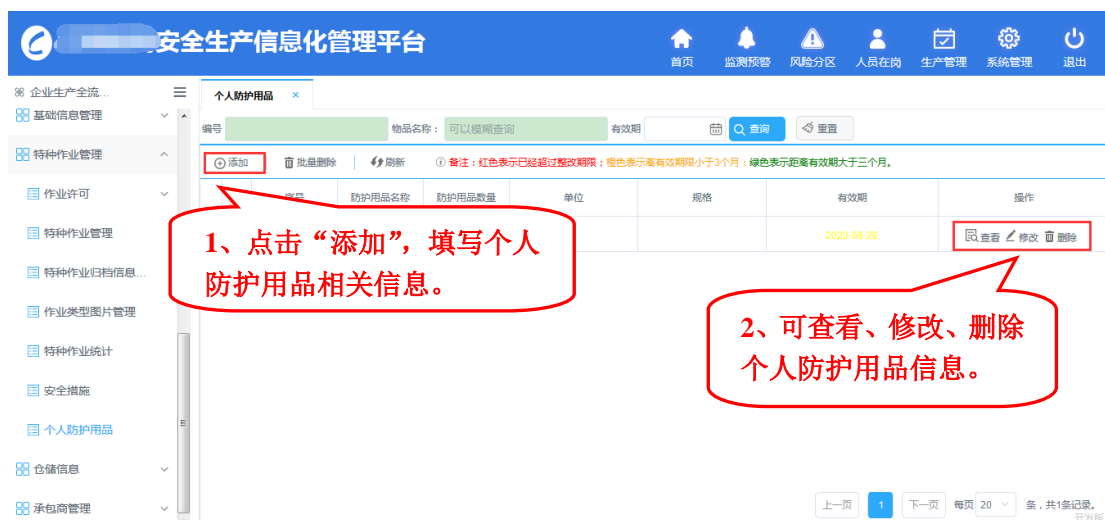 安全生产信息化管理平台
首页 监测预警 风险分区 人员在岗 生产管理 系统管理 退出
企业生产全流...
个人防护用品 ×
基础信息管理
编号 物品名称： 可以模糊查询 有效期 查询 重置
特种作业管理
添加 批量删除 刷新 备注：红色表示已经超过整改期限；橙色表示离有效期限小于3个月；绿色表示距离有效期大于三个月。
作业许可
序号 防护用品名称 防护用品数量 单位 规格 有效期 操作
特种作业管理
查看 修改 删除
1、点击“添加”，填写个人
防护用品相关信息。
特种作业归档信息...
作业类型图片管理
2、可查看、修改、删除
个人防护用品信息。
特种作业统计
安全措施
个人防护用品
仓储信息
承包商管理
上一页 1 下一页 每页 20 条，共1条记录。
开发版